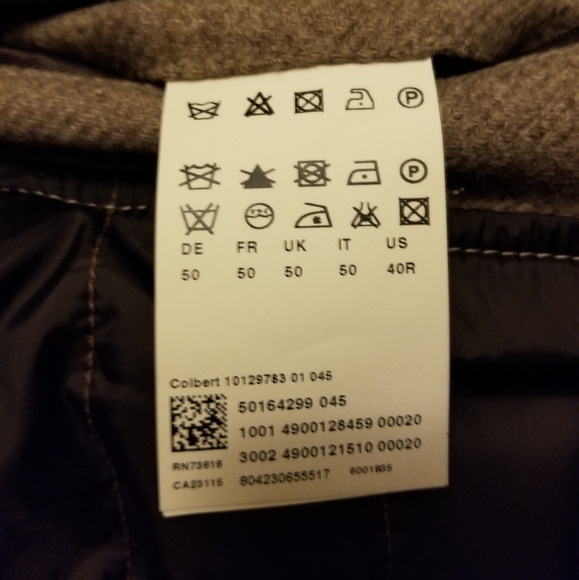 P
P
DE FR UK IT US
50 50 50 50 40R
Colbert 10129783 01 045
50164299 045
1001 4900128459 00020
3002 4900121510 00020
RN73616
CA23115 804230655517 6001835